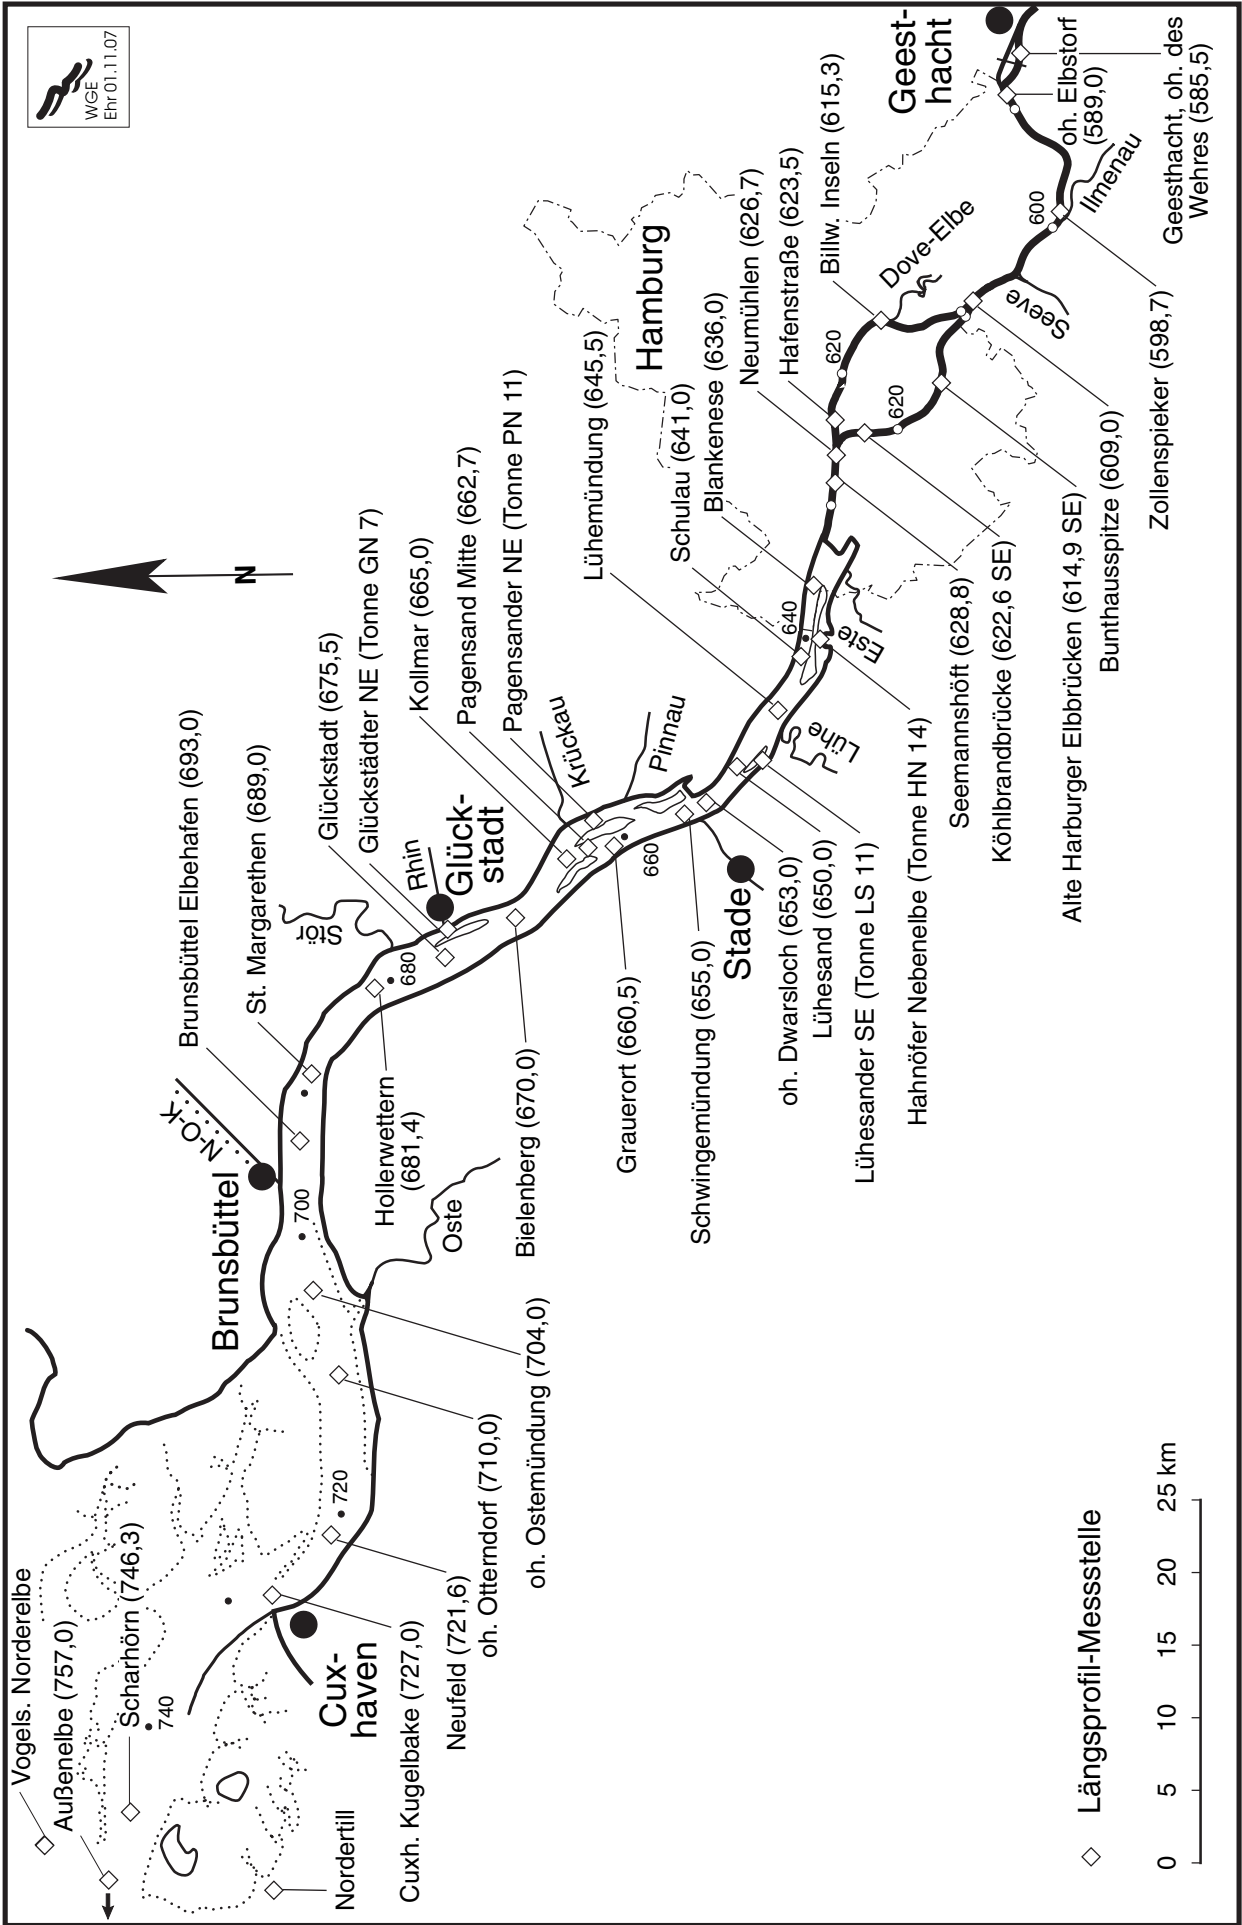 WGE
Ehr 01.11.07
N
Vogels. Norderelbe
Außenelbe (757,0)
Scharhörn (746,3)
740
Nordertill
Cux-
haven
Cuxh. Kugelbake (727,0)
Neufeld (721,6)
720
oh. Otterndorf (710,0)
oh. Ostemündung (704,0)
Brunsbüttel
700
N-O-K
Oste
Brunsbüttel Elbehafen (693,0)
St. Margarethen (689,0)
Hollerwettern
(681,4)
680
Stör
Rhin
Glück-
stadt
Glückstadt (675,5)
Glückstädter NE (Tonne GN 7)
Bielenberg (670,0)
Kollmar (665,0)
Pagensand Mitte (662,7)
Pagensander NE (Tonne PN 11)
Krückau
Pinnau
Grauerort (660,5)
660
Schwingemündung (655,0)
Stade
oh. Dwarsloch (653,0)
Lühesand (650,0)
Lühesander SE (Tonne LS 11)
Lühe
Lühemündung (645,5)
Hahnöfer Nebenelbe (Tonne HN 14)
Schulau (641,0)
640
Este
Blankenese (636,0)
Hamburg
Seemannshöft (628,8)
Neumühlen (626,7)
Hafenstraße (623,5)
Köhlbrandbrücke (622,6 SE)
620
620
Billw. Inseln (615,3)
Alte Harburger Elbbrücken (614,9 SE)
Dove-Elbe
Bunthausspitze (609,0)
Seeve
Zollenspieker (598,7)
600
Ilmenau
Geest-
hacht
oh. Elbstorf
(589,0)
Geesthacht, oh. des
Wehres (585,5)
Längsprofil-Messstelle
0 5 10 15 20 25 km